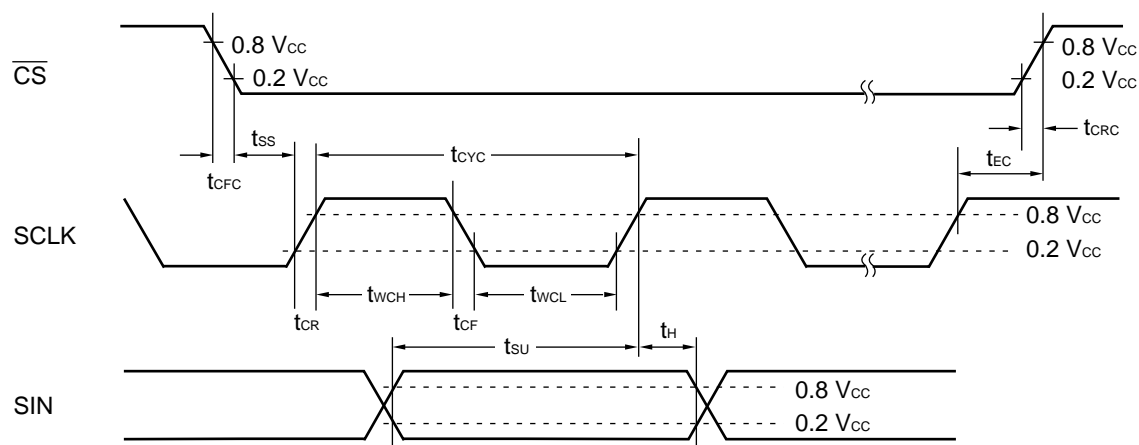 0.8 VCC
0.8 VCC
CS
0.2 VCC
0.2 VCC
tSS
tCYC
tCRC
tEC
tCFC
0.8 VCC
SCLK
0.2 VCC
tWCH
tWCL
tCR
tCF
tH
tSU
0.8 VCC
SIN
0.2 VCC